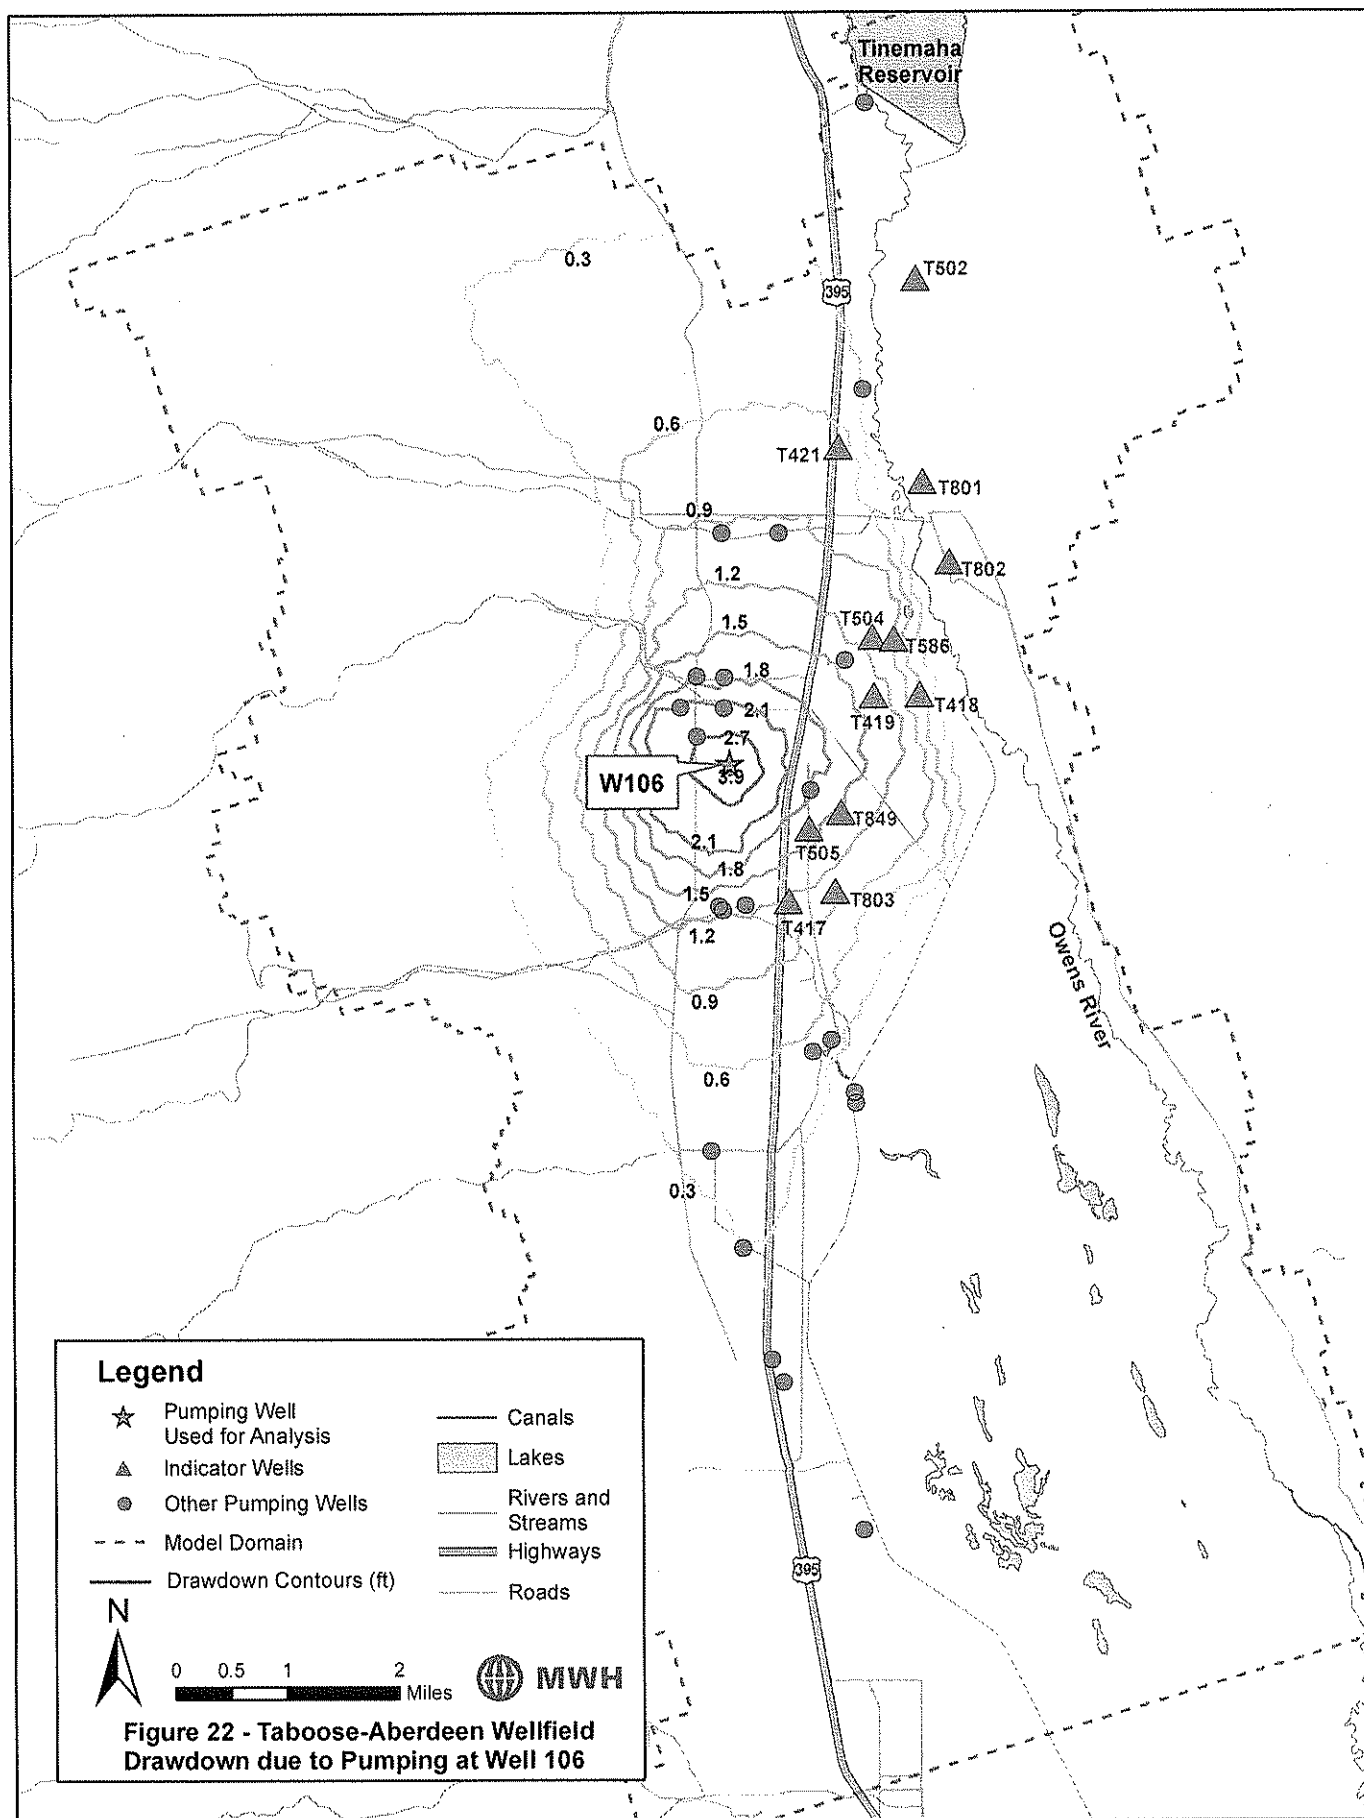 Tinemaha
Reservoir
T502
0.3
395
0.6
T421
T801
0.9
1.2
T802
1.5
T504
T586
1.8
2.1
T419
T418
2.7
W106
3.9
T849
2.1
T505
1.8
1.5
T803
T417
1.2
Owens River
0.9
0.6
0.3
Legend
Pumping Well
Used for Analysis
Indicator Wells
Other Pumping Wells
Model Domain
Drawdown Contours (ft)
Canals
Lakes
Rivers and
Streams
Highways
Roads
395
N
0 0.5 1 2
Miles
MWH
Figure 22 - Taboose-Aberdeen Wellfield
Drawdown due to Pumping at Well 106